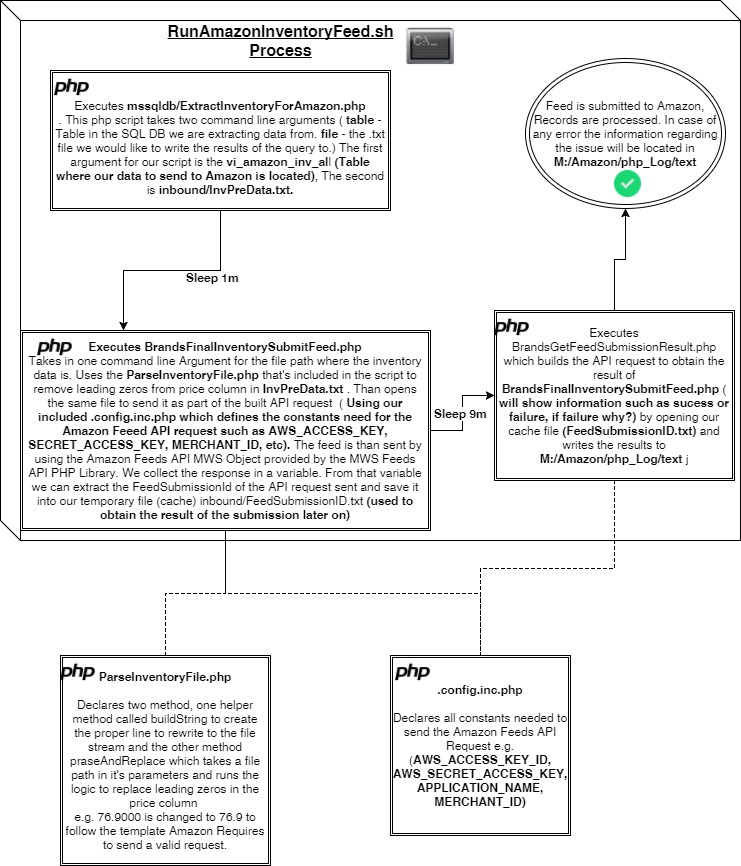 RunAmazonInventoryFeed.sh
Process
C:\_
php
Executes mssqldb/ExtractInventoryForAmazon.php
. This php script takes two command line arguments ( table -
Table in the SQL DB we are extracting data from. file - the .txt
file we would like to write the results of the query to.) The first
argument for our script is the vi_amazon_inv_all (Table
where our data to send to Amazon is located), The second
is inbound/InvPreData.txt.
Feed is submitted to Amazon,
Records are processed. In case of
any error the information regarding
the issue will be located in
M:/Amazon/php_Log/text
Sleep 1m
php
Executes BrandsFinalInventorySubmitFeed.php
Takes in one command line Argument for the file path where the inventory
data is. Uses the ParseInventoryFile.php that's included in the script to
remove leading zeros from price column in InvPreData.txt . Than opens
the same file to send it as part of the built API request  ( Using our
included .config.inc.php which defines the constants need for the
Amazon Feeed API request such as AWS_ACCESS_KEY,
SECRET_ACCESS_KEY, MERCHANT_ID, etc). The feed is than sent by
using the Amazon Feeds API MWS Object provided by the MWS Feeds
API PHP Library. We collect the response in a variable. From that variable
we can extract the FeedSubmissionId of the API request sent and save it
into our temporary file (cache) inbound/FeedSubmissionID.txt (used to
obtain the result of the submission later on)
Sleep 9m
php
Executes
BrandsGetFeedSubmissionResult.php
which builds the API request to obtain the
result of
BrandsFinalInventorySubmitFeed.php (
will show information such as sucess or
failure, if failure why?) by opening our
cache file (FeedSubmissionID.txt) and
writes the results to
M:/Amazon/php_Log/text j
php
ParseInventoryFile.php
Declares two method, one helper
method called buildString to create
the proper line to rewrite to the file
stream and the other method
praseAndReplace which takes a file
path in it's parameters and runs the
logic to replace leading zeros in the
price column
e.g. 76.9000 is changed to 76.9 to
follow the template Amazon Requires
to send a valid request.
php
.config.inc.php
Declares all constants needed to
send the Amazon Feeds API
Request e.g.
(AWS_ACCESS_KEY_ID,
AWS_SECRET_ACCESS_KEY,
APPLICATION_NAME,
MERCHANT_ID)